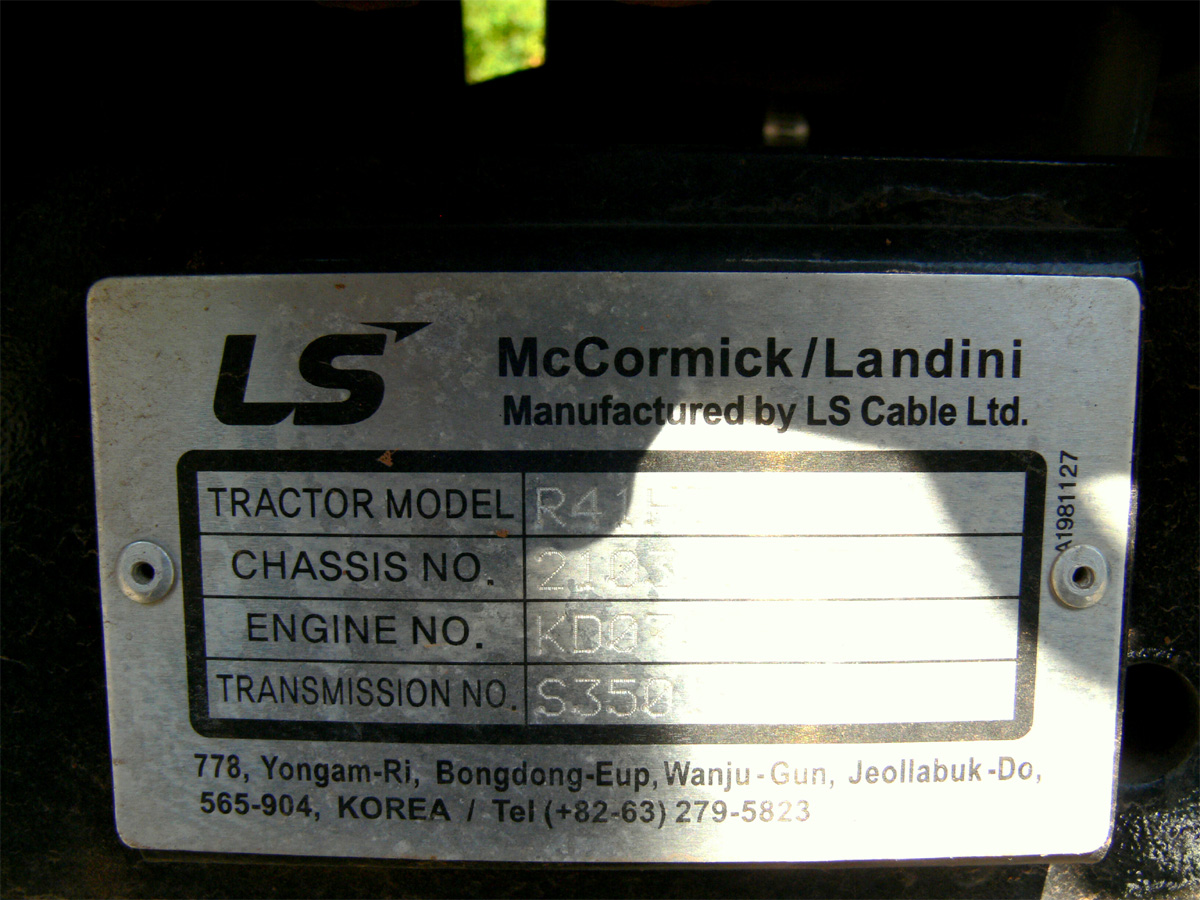 LS
McCormick/Landini
Manufactured by LS Cable Ltd.
TRACTOR MODEL
CHASSIS NO.
ENGINE NO.
TRANSMISSION NO.
A1981127
778, Yongam-Ri, Bongdong-Eup, Wanju-Gun, Jeollabuk-Do,
565-904, KOREA / Tel (+82-63) 279-5823